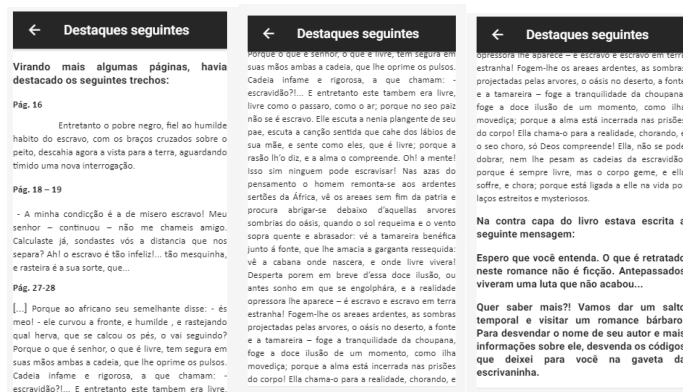 ← Destaques seguintes
Virando mais algumas páginas, havia
destacado os seguintes trechos:
Pág. 16
Entretanto o pobre negro, fiel ao humilde
habito do escravo, com os braços cruzados sobre o
peito, descahia agora a vista para a terra, aguardando
tímido uma nova interrogação.
Pág. 18 – 19
- A minha condição é a de misero escravo! Meu
senhor – continuou – não me chameis amigo.
Calculaste já, sondastes vós a distancia que nos
separa? Ah! o escravo é tão infeliz!... tão mesquinha,
e rasteira é a sua sorte, que...
Pág. 27-28
[...] Porque ao africano seu semelhante disse: - és
meo! - ele curvou a fronte, e humilde , e rastejando
qual herva, que se calcou os pés, o vai seguindo?
Porque o que é senhor, o que é livre, tem segura em
suas mãos ambas a cadeia, que lhe oprime os pulsos.
Cadeia infame e rigorosa, a que chamam: -
escravidão?!... E entretanto este tambem era livre,
← Destaques seguintes
Porque o que é senhor, o que é livre, tem segura em
suas mãos ambas a cadeia, que lhe oprime os pulsos.
Cadeia infame e rigorosa, a que chamam: -
escravidão?!... E entretanto este tambem era livre,
livre como o passaro, como o ar; porque no seo paiz
não se é escravo. Elle escuta a nenia plangente de seu
pae, escuta a canção sentida que cahe dos lábios de
sua mãe, e sente como eles, que é livre; porque a
rasão lh'o diz, e a alma o compreende. Oh! a mente!
Isso sim ninguem pode escravisar! Nas azas do
pensamento o homem remonta-se aos ardentes
sertões da África, vê os areaes sem fim da patria e
procura abrigar-se debaixo d'aquellas arvores
sombrias do oásis, quando o sol requeima e o vento
sopra quente e abrasador: vê a tamareira benéfica
junto á fonte, que lhe amacia a garganta ressequida:
vê a cabana onde nascera, e onde livre vivera!
Desperta porem em breve d'essa doce ilusão, ou
antes sonho em que se engolphára, e a realidade
opressora lhe aparece – é escravo e escravo em terra
estranha! Fogem-lhe os areaes ardentes, as sombras
projectadas pelas arvores, o oásis no deserto, a fonte
e a tamareira – foge a tranquilidade da choupana,
foge a doce ilusão de um momento, como ilha
movediça; porque a alma está incerrada nas prisões
do corpo! Ella chama-o para a realidade, chorando, e
← Destaques seguintes
opressora lhe aparece – é escravo e escravo em terra
estranha! Fogem-lhe os areaes ardentes, as sombras
projectadas pelas arvores, o oásis no deserto, a fonte
e a tamareira – foge a tranquilidade da choupana,
foge a doce ilusão de um momento, como ilha
movediça; porque a alma está incerrada nas prisões
do corpo! Ella chama-o para a realidade, chorando, e
o seo choro, só Deos compreende! Ella, não se pode
dobrar, nem lhe pesam as cadeias da escravidão;
porque é sempre livre, mas o corpo geme, e ella
soffre, e chora; porque está ligada a elle na vida por
laços estreitos e mysteriosos.
Na contra capa do livro estava escrita a
seguinte mensagem:
Espero que você entenda. O que é retratado
neste romance não é ficção. Antepassados
viveram uma luta que não acabou...
Quer saber mais?! Vamos dar um salto
temporal e visitar um romance bárbaro.
Para desvendar o nome de seu autor e mais
informações sobre ele, desvenda os códigos
que deixei para você na gaveta da
escrivaninha.